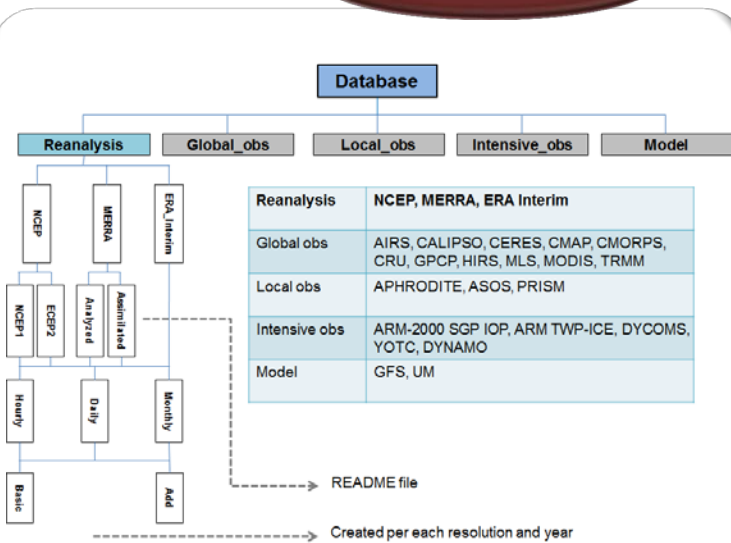 Database
Reanalysis
Global_obs
Local_obs
Intensive_obs
Model
NCEP
MERRA
ERA_Interim
NCEP1
ECEP2
Analyzed
Assimilated
Hourly
Daily
Monthly
Basic
Add
Reanalysis NCEP, MERRA, ERA Interim
Global obs AIRS, CALIPSO, CERES, CMAP, CMORPS,
CRU, GPCP, HIRS, MLS, MODIS, TRMM
Local obs APHRODITE, ASOS, PRISM
Intensive obs ARM-2000 SGP IOP, ARM TWP-ICE, DYCOMS,
YOTC, DYNAMO
Model GFS, UM
README file
Created per each resolution and year